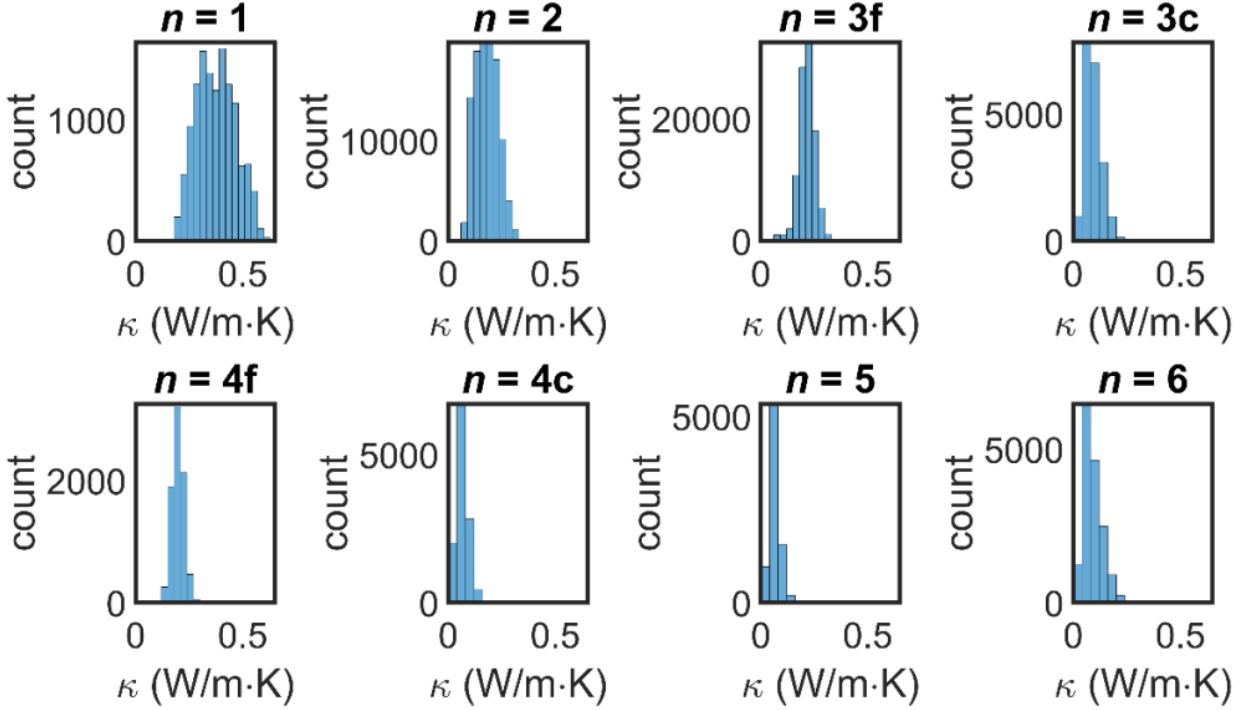 n = 1
count
1000
0
0 0.5
κ (W/m·K)
n = 2
count
10000
0
0 0.5
κ (W/m·K)
n = 3f
count
20000
0
0 0.5
κ (W/m·K)
n = 3c
count
5000
0
0 0.5
κ (W/m·K)
n = 4f
count
2000
0
0 0.5
κ (W/m·K)
n = 4c
count
5000
0
0 0.5
κ (W/m·K)
n = 5
count
5000
0
0 0.5
κ (W/m·K)
n = 6
count
5000
0
0 0.5
κ (W/m·K)